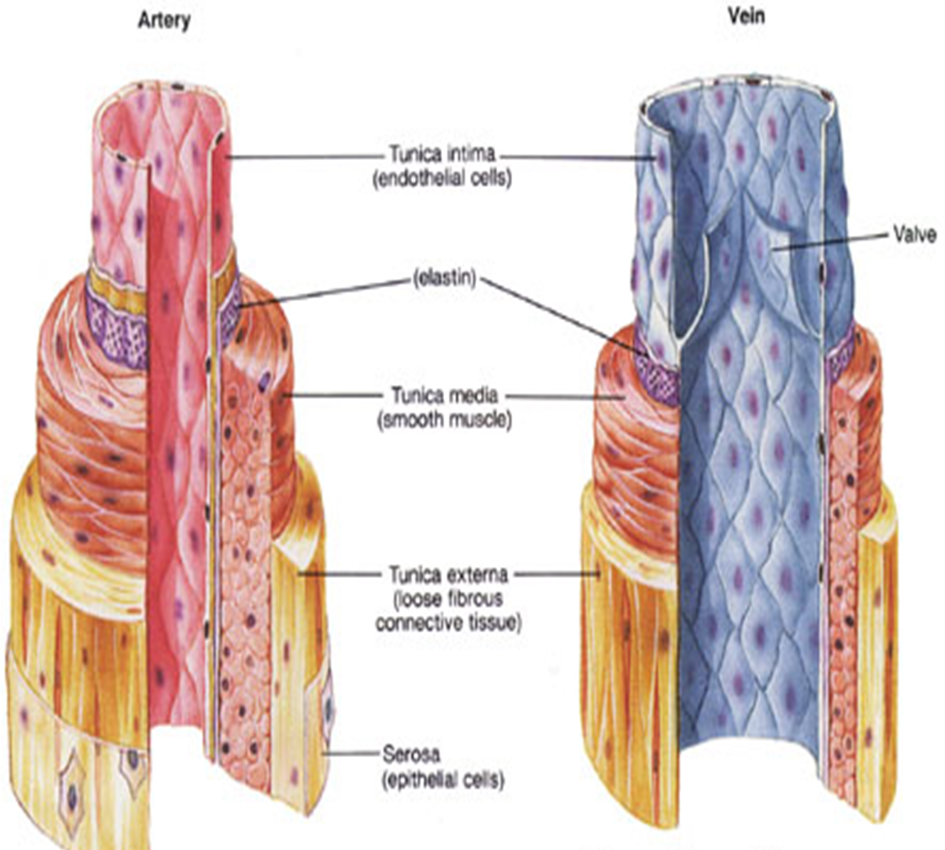 Artery
Vein
Tunica intima
(endothelial cells)
Valve
(elastin)
Tunica media
(smooth muscle)
Tunica externa
(loose fibrous
connective tissue)
Serosa
(epithelial cells)